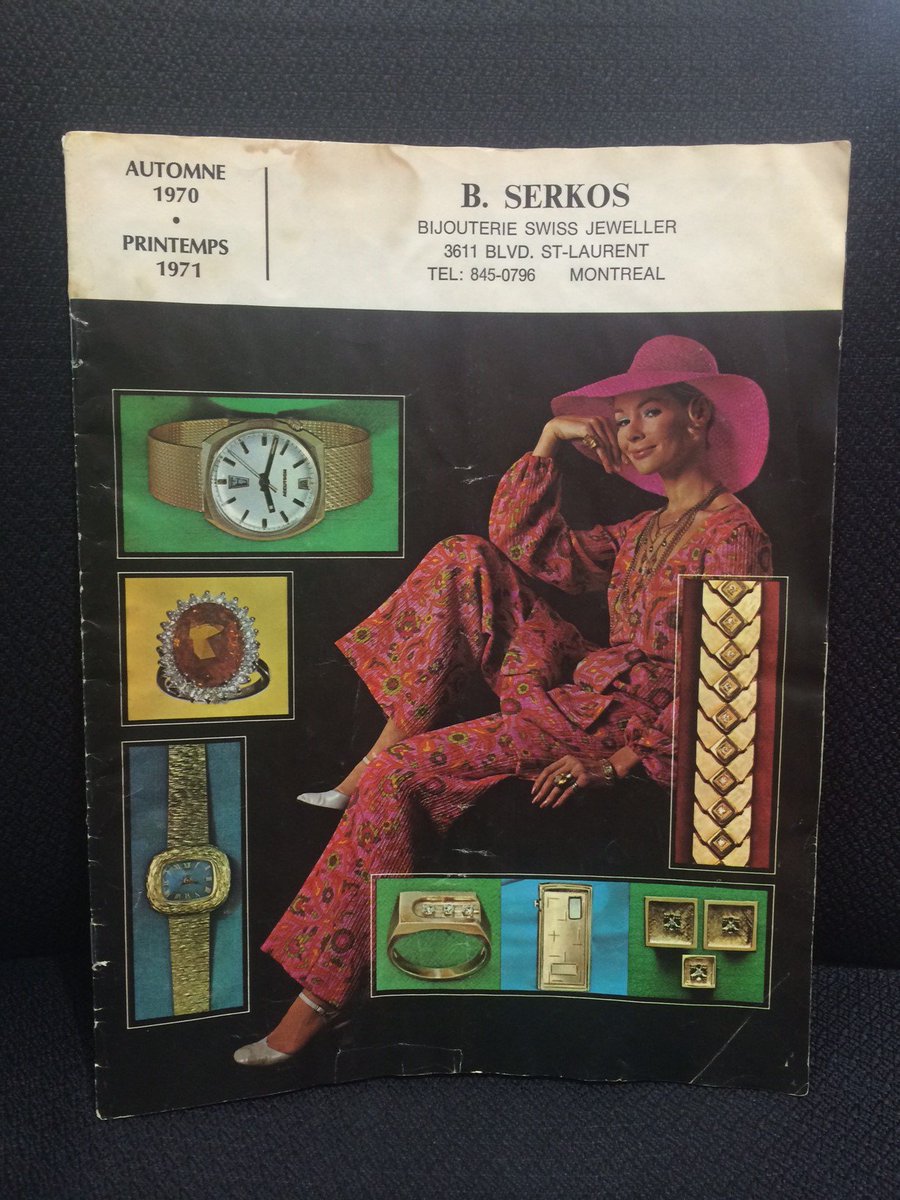 AUTOMNE
1970
•
PRINTEMPS
1971
B. SERKOS
BIJOUTERIE SWISS JEWELLER
3611 BLVD. ST-LAURENT
TEL: 845-0796 MONTREAL